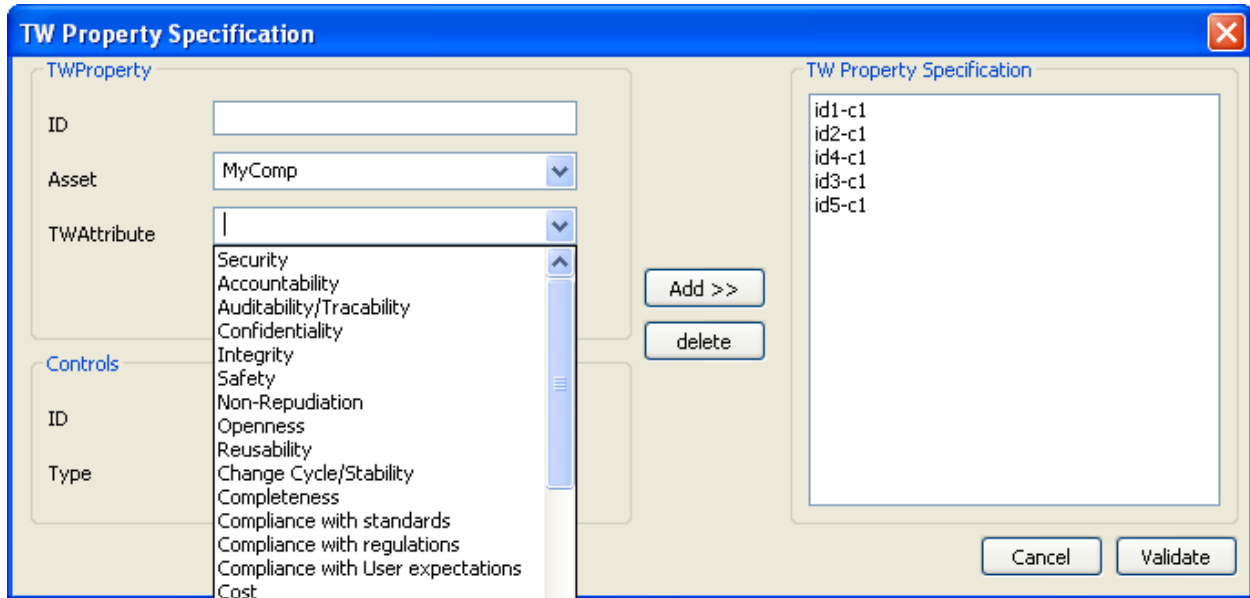 TW Property Specification
TWProperty
ID
Asset
MyComp
TWAttribute
Security
Accountability
Auditability/Tracability
Confidentiality
Integrity
Safety
Non-Repudiation
Openness
Reusability
Change Cycle/Stability
Completeness
Compliance with standards
Compliance with regulations
Compliance with User expectations
Cost
Controls
ID
Type
Add >>
delete
TW Property Specification
id1-c1
id2-c1
id4-c1
id3-c1
id5-c1
Cancel
Validate